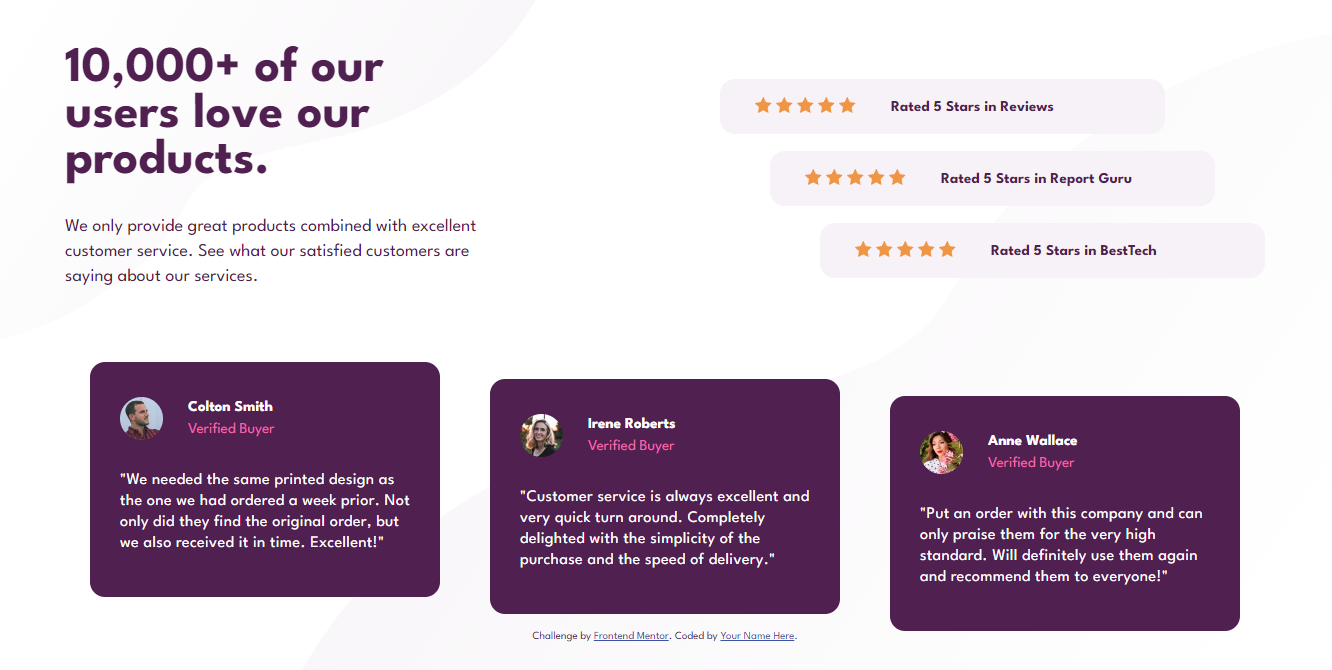 10,000+ of our
users love our
products.
We only provide great products combined with excellent
customer service. See what our satisfied customers are
saying about our services.
Rated 5 Stars in Reviews
Rated 5 Stars in Report Guru
Rated 5 Stars in BestTech
Colton Smith
Verified Buyer
"We needed the same printed design as
the one we had ordered a week prior. Not
only did they find the original order, but
we also received it in time. Excellent!"
Irene Roberts
Verified Buyer
"Customer service is always excellent and
very quick turn around. Completely
delighted with the simplicity of the
purchase and the speed of delivery."
Anne Wallace
Verified Buyer
"Put an order with this company and can
only praise them for the very high
standard. Will definitely use them again
and recommend them to everyone!"
Challenge by Frontend Mentor. Coded by Your Name Here.